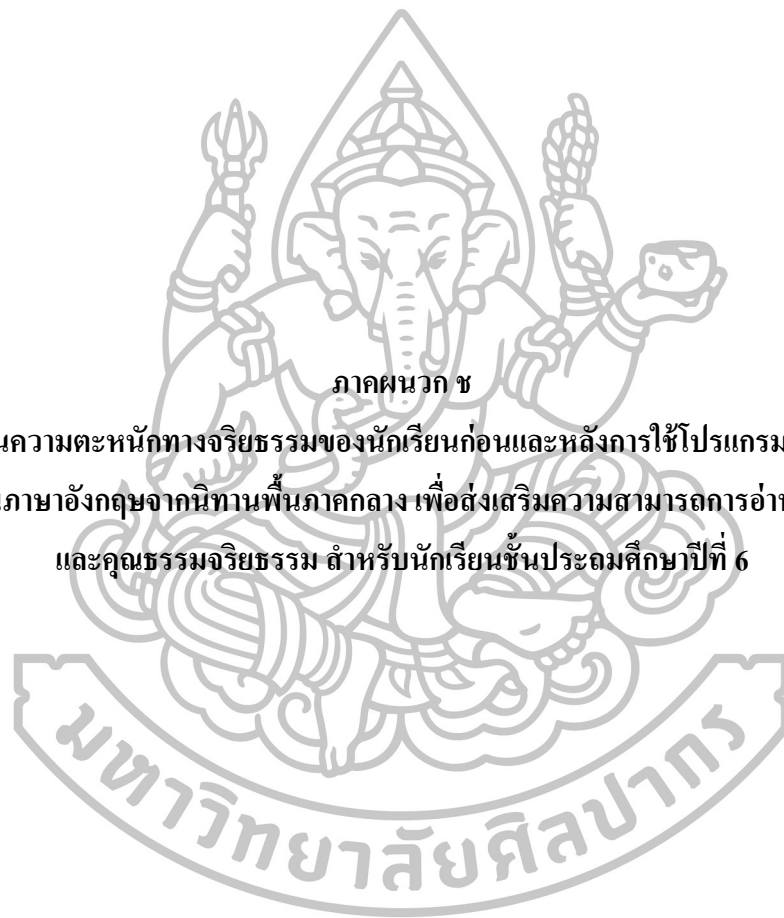 ภาคผนวก ช
นความตะหนักทางจริยธรรมของนักเรียนก่อนและหลังการใช้โปรแกรม
ภาษาอังกฤษจากนิทานพื้นภาคกลาง เพื่อส่งเสริมความสามารถการอ่าน
และคุณธรรมจริยธรรม สำหรับนักเรียนชั้นประถมศึกษาปีที่ 6
มหาวิทยาลัยศิลปากร